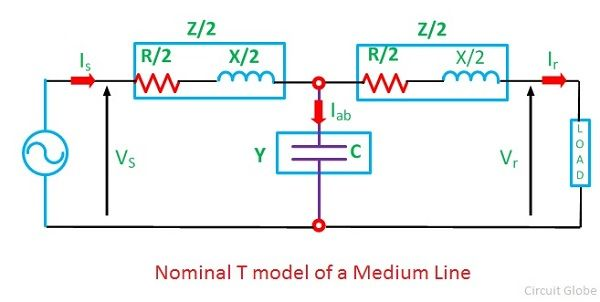 Z/2
Z/2
R/2 X/2
R/2 X/2
Is
Ir
Iab
Vs
Y C
Vr
LOAD
Nominal T model of a Medium Line
Circuit Globe